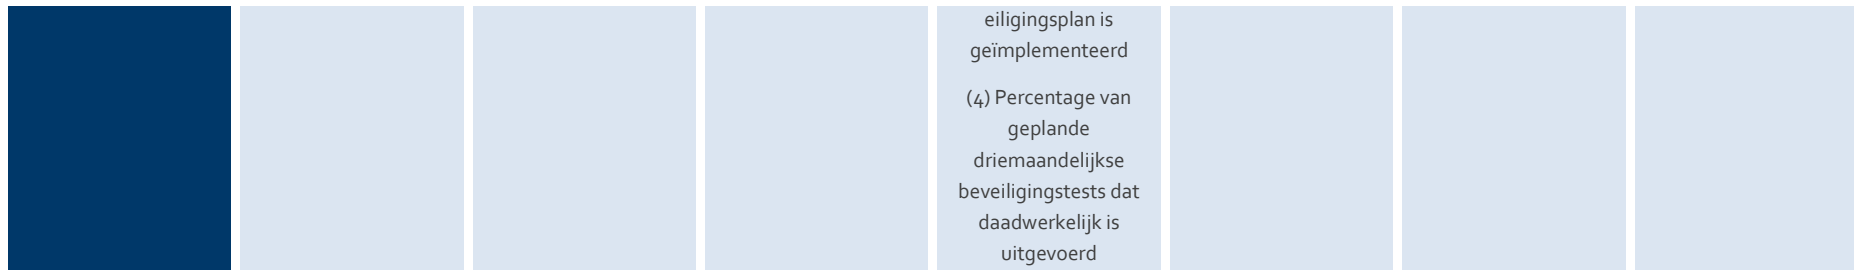 eiligingsplan is
geïmplementeerd
(4) Percentage van
geplande
driemaandelijkse
beveiligingstests dat
daadwerkelijk is
uitgevoerd